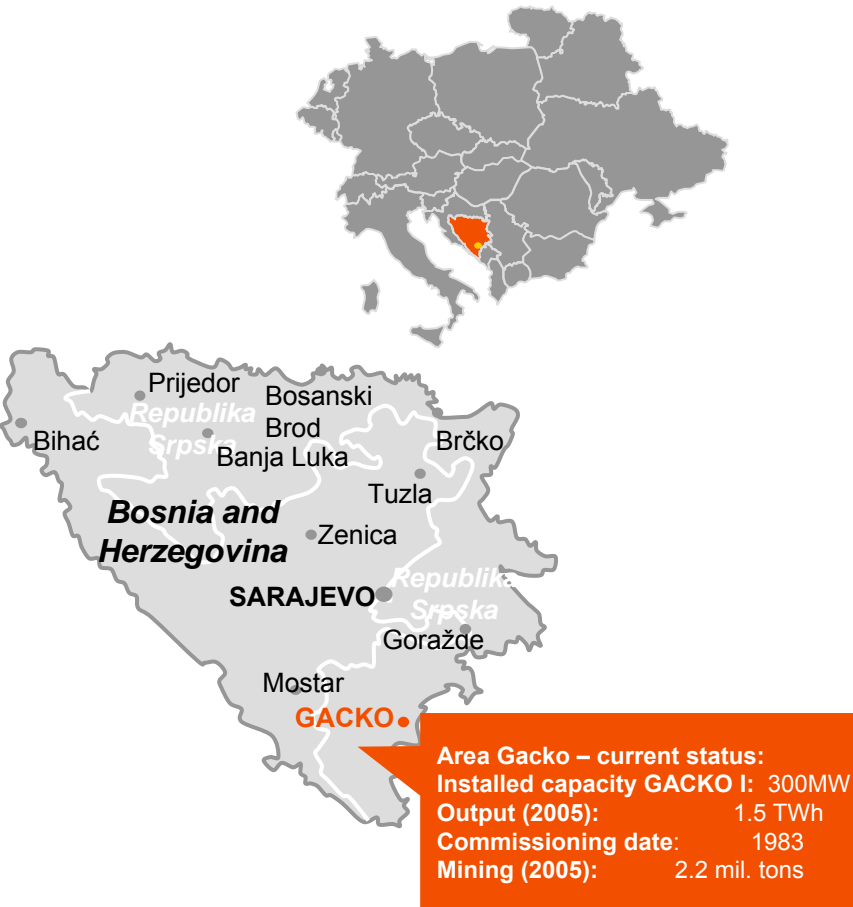 Prijedor
Bosanski
Brod
Republika
Srpska
Bihać
Banja Luka
Brčko
Tuzla
Bosnia and
Herzegovina
Zenica
Republika
Srpska
SARAJEVO
Goražde
Mostar
GACKO
Area Gacko – current status:
Installed capacity GACKO I: 300MW
Output (2005): 1.5 TWh
Commissioning date: 1983
Mining (2005): 2.2 mil. tons